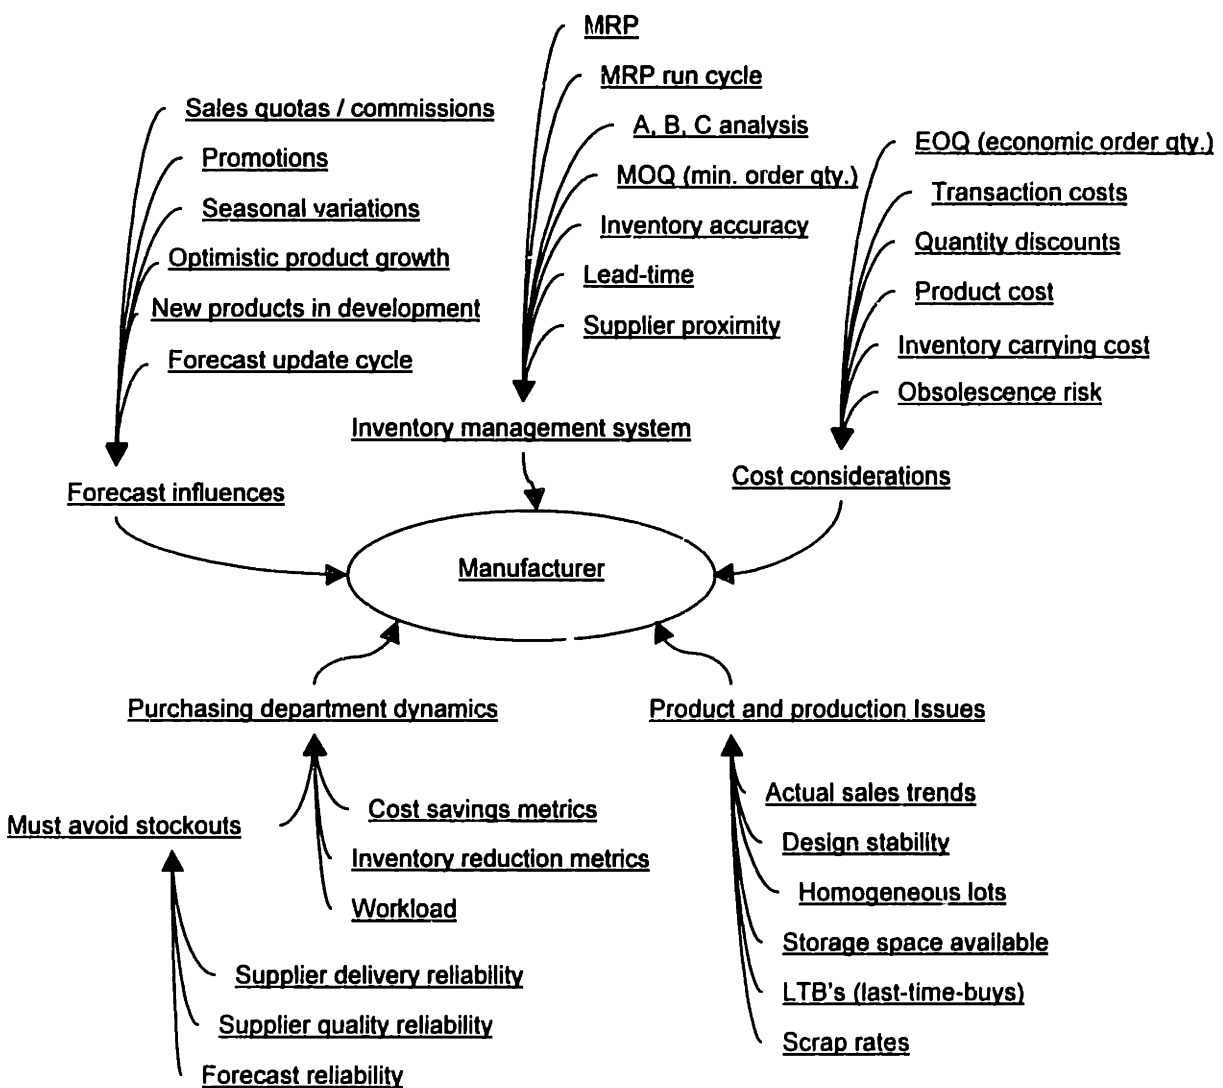 MRP
MRP run cycle
A, B, C analysis
MOQ (min. order qty.)
Inventory accuracy
Lead-time
Supplier proximity
Inventory management system
Sales quotas / commissions
Promotions
Seasonal variations
Optimistic product growth
New products in development
Forecast update cycle
Forecast influences
EOQ (economic order qty.)
Transaction costs
Quantity discounts
Product cost
Inventory carrying cost
Obsolescence risk
Cost considerations
Manufacturer
Purchasing department dynamics
Must avoid stockouts
Cost savings metrics
Inventory reduction metrics
Workload
Supplier delivery reliability
Supplier quality reliability
Forecast reliability
Product and production Issues
Actual sales trends
Design stability
Homogeneous lots
Storage space available
LTB's (last-time-buys)
Scrap rates